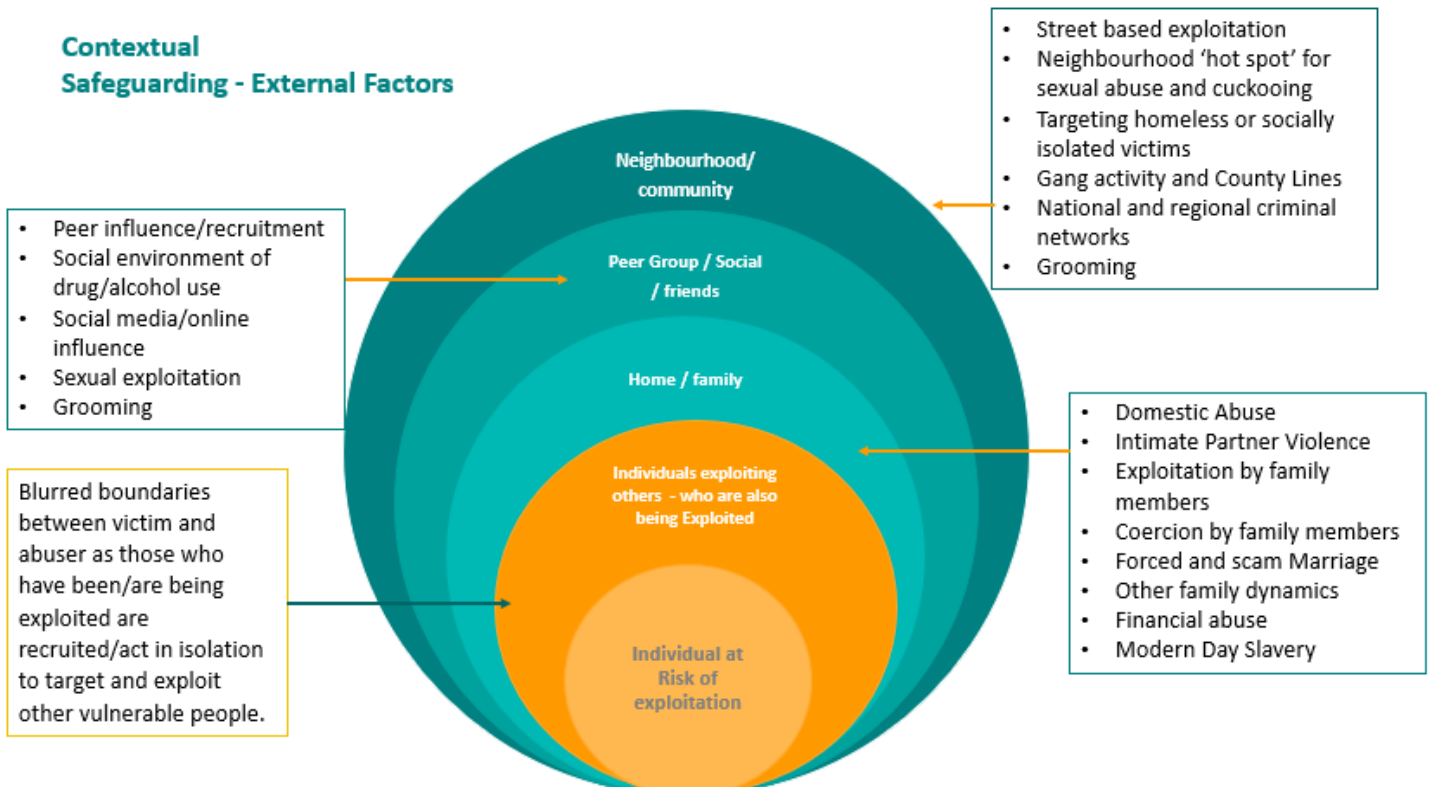 Contextual
Safeguarding - External Factors
• Street based exploitation
• Neighbourhood ‘hot spot’ for
sexual abuse and cuckooing
• Targeting homeless or socially
isolated victims
• Gang activity and County Lines
• National and regional criminal
networks
• Grooming
Neighbourhood/
community
• Peer influence/recruitment
• Social environment of
drug/alcohol use
• Social media/online
influence
• Sexual exploitation
• Grooming
Peer Group / Social
/ friends
Home / family
• Domestic Abuse
• Intimate Partner Violence
• Exploitation by family
members
• Coercion by family members
• Forced and scam Marriage
• Other family dynamics
• Financial abuse
• Modern Day Slavery
Individuals exploiting
others - who are also
being Exploited
Blurred boundaries
between victim and
abuser as those who
have been/are being
exploited are
recruited/act in isolation
to target and exploit
other vulnerable people.
Individual at
Risk of
exploitation